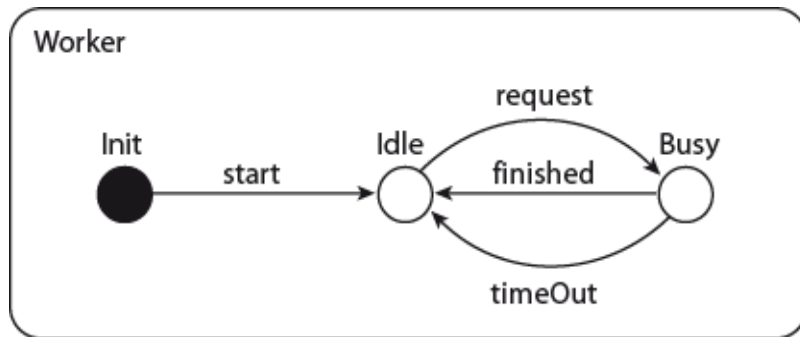 Worker
request
Init
Idle
Busy
start
finished
timeOut